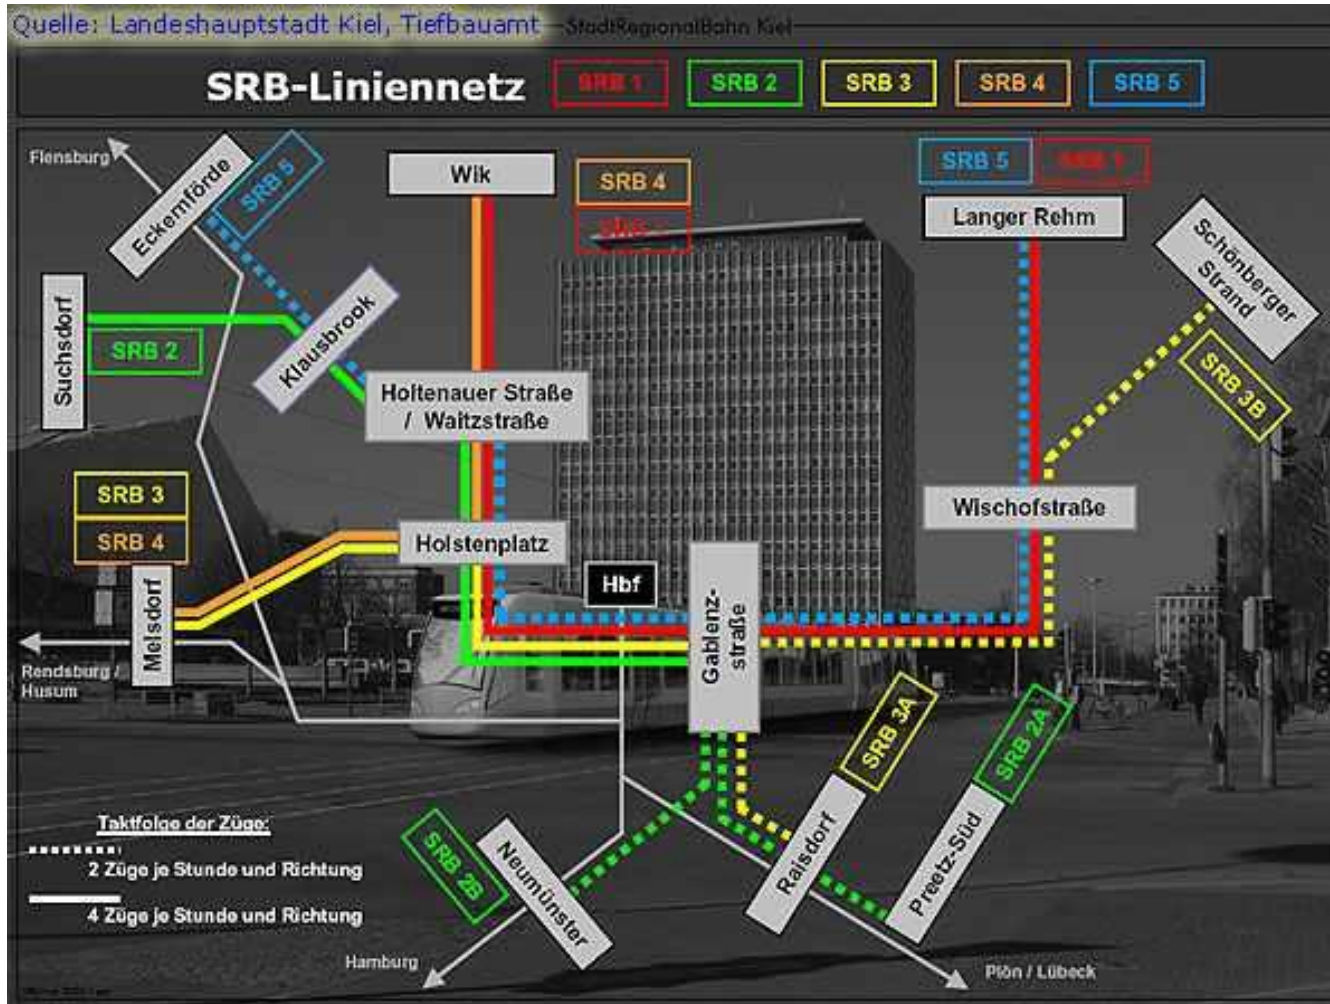 Quelle: Landeshauptstadt Kiel, Tiefbauamt
StadtRegionalBahn Kiel
SRB-Liniennetz
SRB 1
SRB 2
SRB 3
SRB 4
SRB 5
Flensburg
Eckernförde
SRB 5
Wik
SRB 4
SRB 5
SRB 1
Langer Rehm
Schönberger
Strand
SRB 3B
Suchsdorf
SRB 2
Klausbrook
Holtenauer Straße
/ Waitzstraße
SRB 3
SRB 4
Melsdorf
Holstenplatz
Wischofstraße
Hbf
Gablenz-
straße
Rendsburg /
Husum
SRB 3A
SRB 2A
Raisdorf
Preetz-Süd
SRB 2B
Neumünster
Taktfolge der Züge:
2 Züge je Stunde und Richtung
4 Züge je Stunde und Richtung
Hamburg
Plön / Lübeck